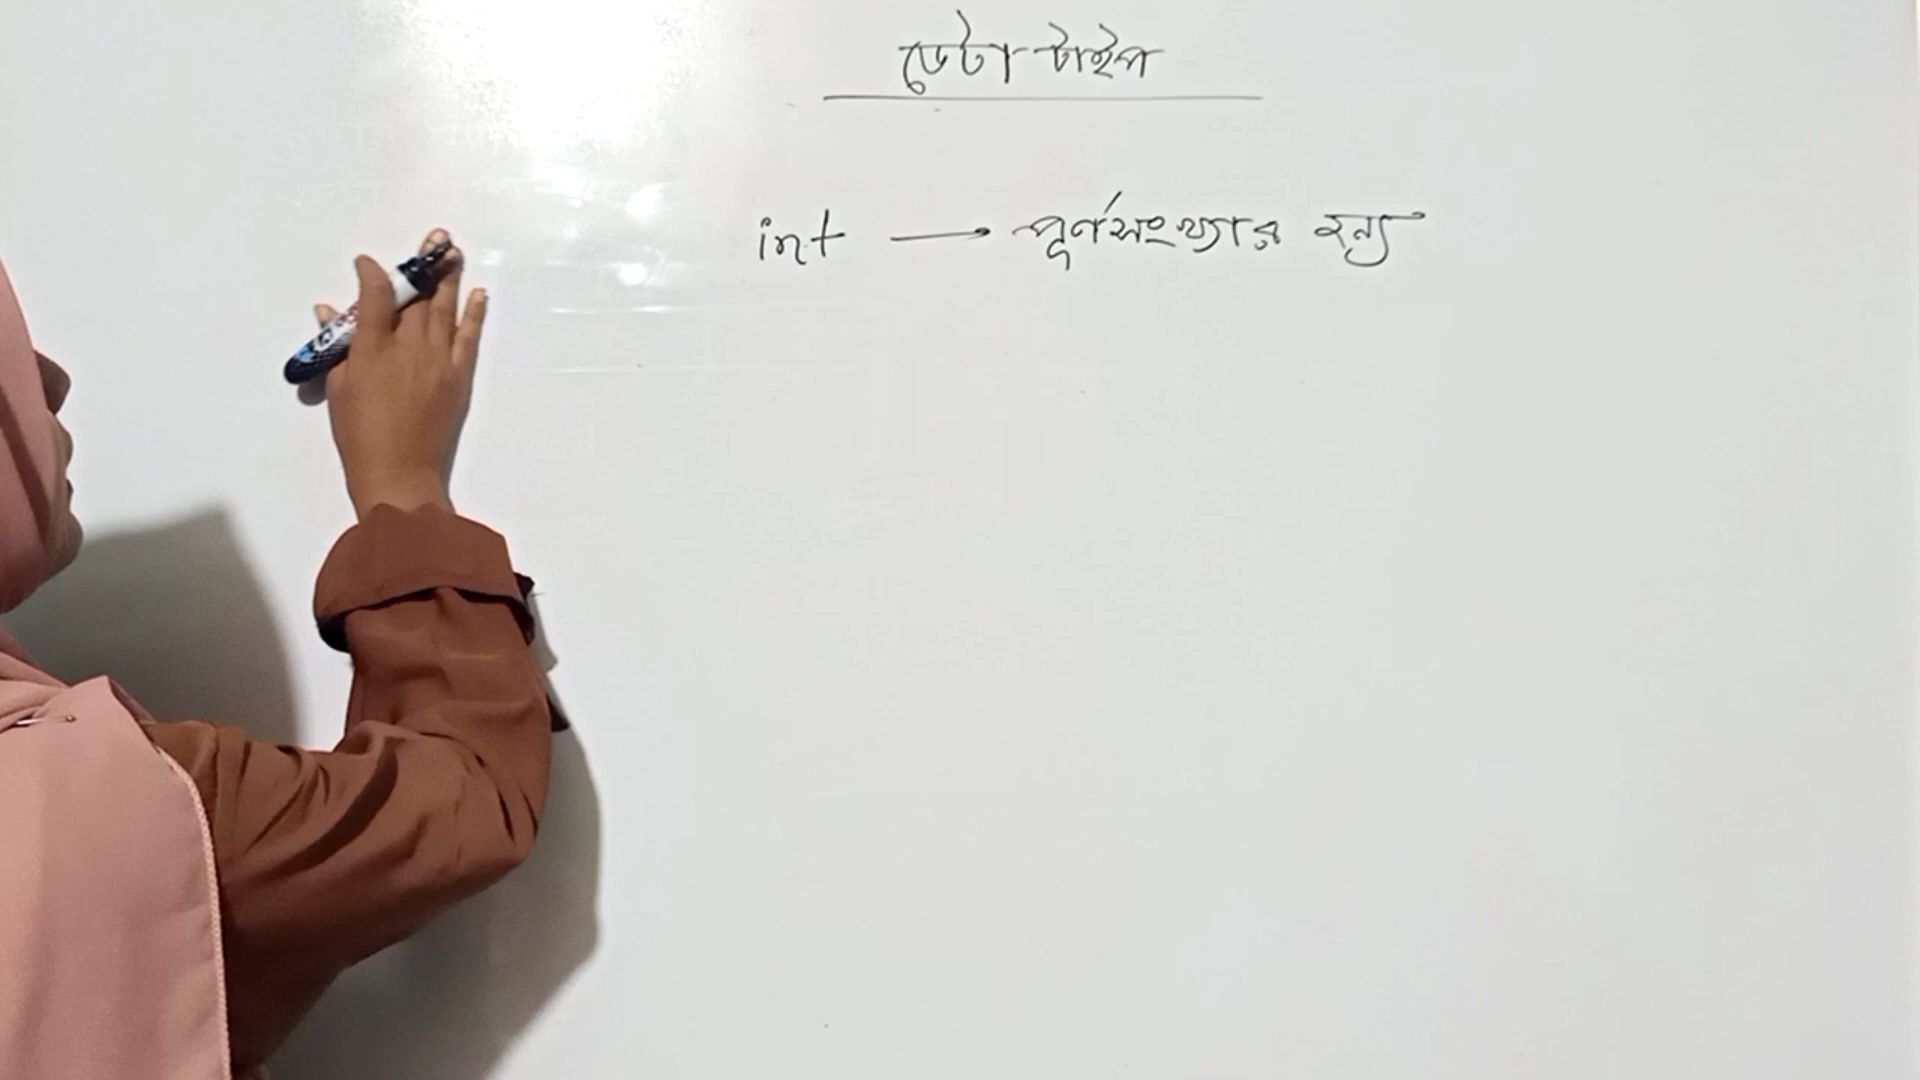 ডেটা টাইপ
int → পূর্ণসংখ্যার জন্য